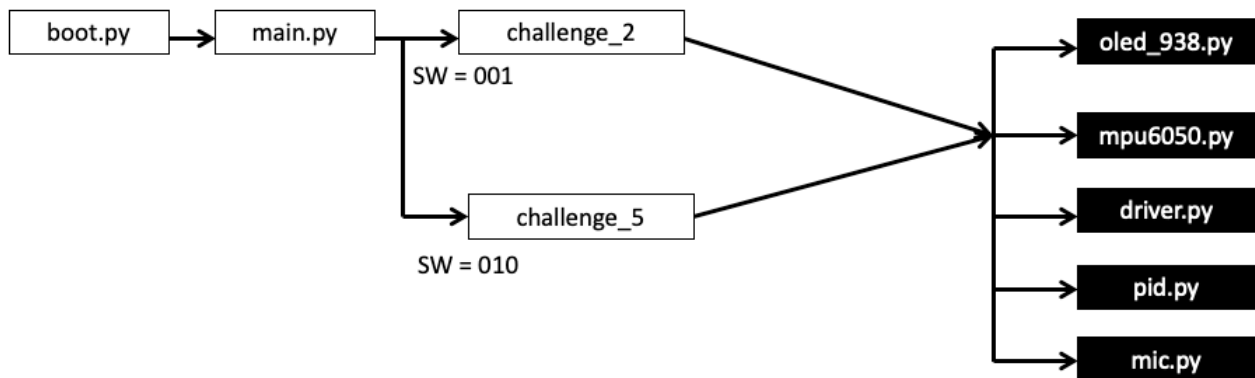 boot.py
main.py
challenge_2
SW = 001
challenge_5
SW = 010
oled_938.py
mpu6050.py
driver.py
pid.py
mic.py